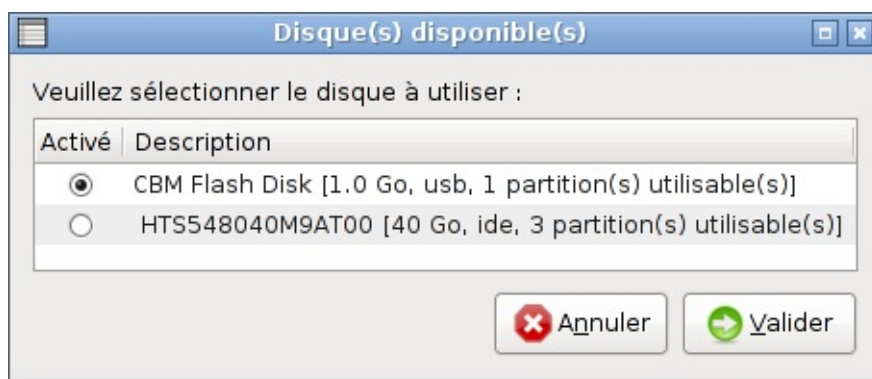 Disque(s) disponible(s)
Veuillez sélectionner le disque à utiliser :
Activé Description
CBM Flash Disk [1.0 Go, usb, 1 partition(s) utilisable(s)]
HTS548040M9AT00 [40 Go, ide, 3 partition(s) utilisable(s)]
Annuler Valider